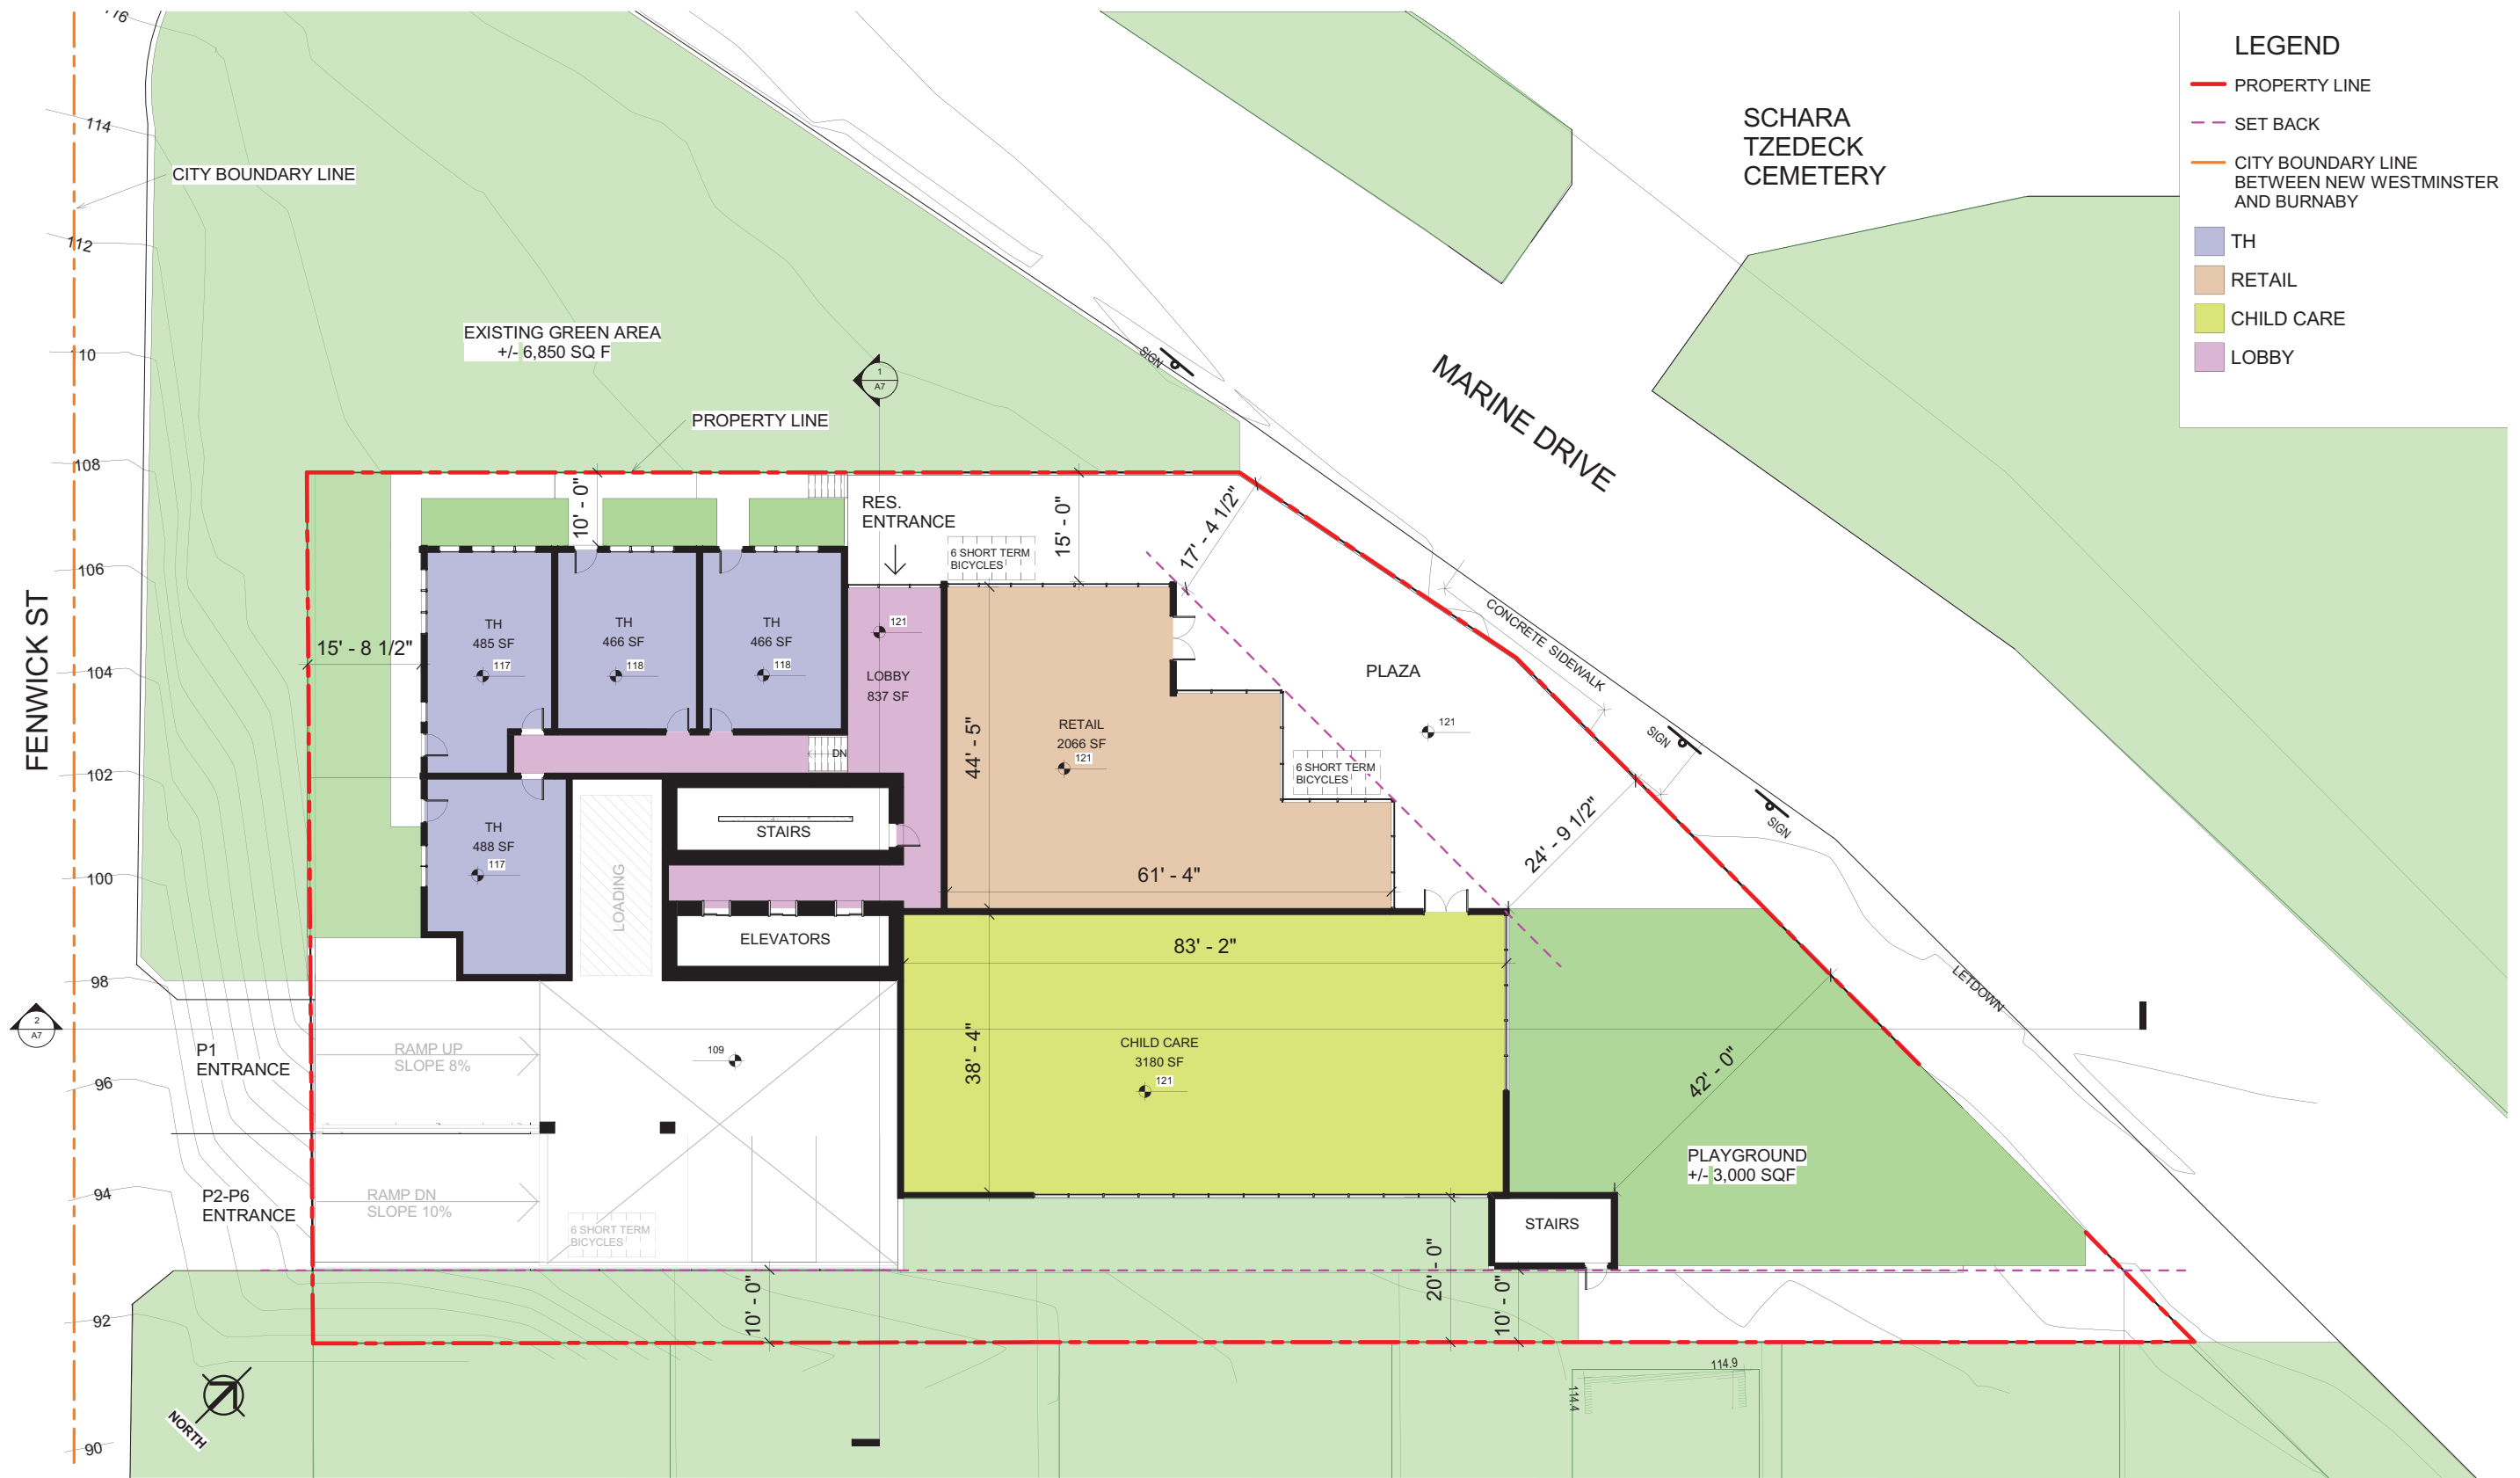 116
114
112
110
108
106
104
102
100
98
96
94
92
90
CITY BOUNDARY LINE
FENWICK ST
EXISTING GREEN AREA
+/- 6,850 SQ F
PROPERTY LINE
1
A7
2
A7
SIGN
MARINE DRIVE
SCHARA
TZEDECK
CEMETERY
LEGEND
PROPERTY LINE
SET BACK
CITY BOUNDARY LINE
BETWEEN NEW WESTMINSTER
AND BURNABY
TH
RETAIL
CHILD CARE
LOBBY
10' - 0"
RES.
ENTRANCE
6 SHORT TERM
BICYCLES
15' - 0"
17' - 4 1/2"
CONCRETE SIDEWALK
15' - 8 1/2"
TH
485 SF
117
TH
466 SF
118
TH
466 SF
118
121
LOBBY
837 SF
DN
RETAIL
2066 SF
121
44' - 5"
61' - 4"
PLAZA
121
6 SHORT TERM
BICYCLES
SIGN
SIGN
24' - 9 1/2"
TH
488 SF
117
LOADING
STAIRS
ELEVATORS
83' - 2"
38' - 4"
CHILD CARE
3180 SF
121
LETDOWN
42' - 0"
PLAYGROUND
+/- 3,000 SQF
P1
ENTRANCE
RAMP UP
SLOPE 8%
109
P2-P6
ENTRANCE
RAMP DN
SLOPE 10%
6 SHORT TERM
BICYCLES
STAIRS
10' - 0"
20' - 0"
10' - 0"
114.9
114.4
NORTH